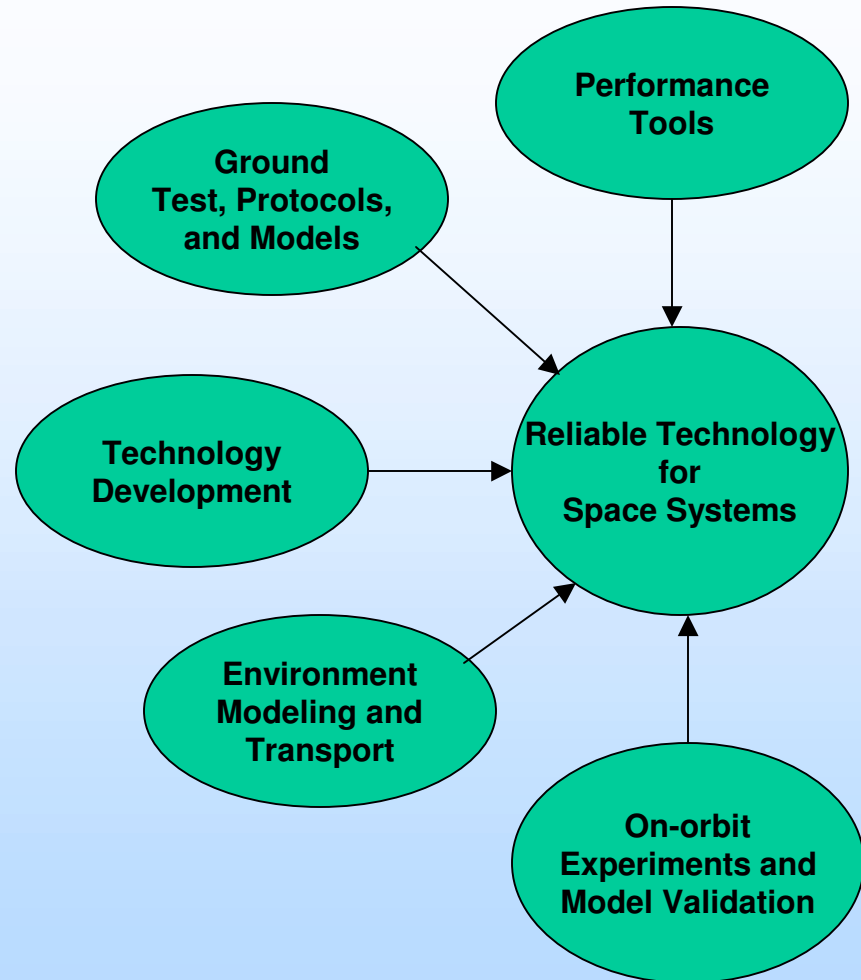 Performance
Tools
Ground
Test, Protocols,
and Models
Reliable Technology
for
Space Systems
Technology
Development
Environment
Modeling and
Transport
On-orbit
Experiments and
Model Validation